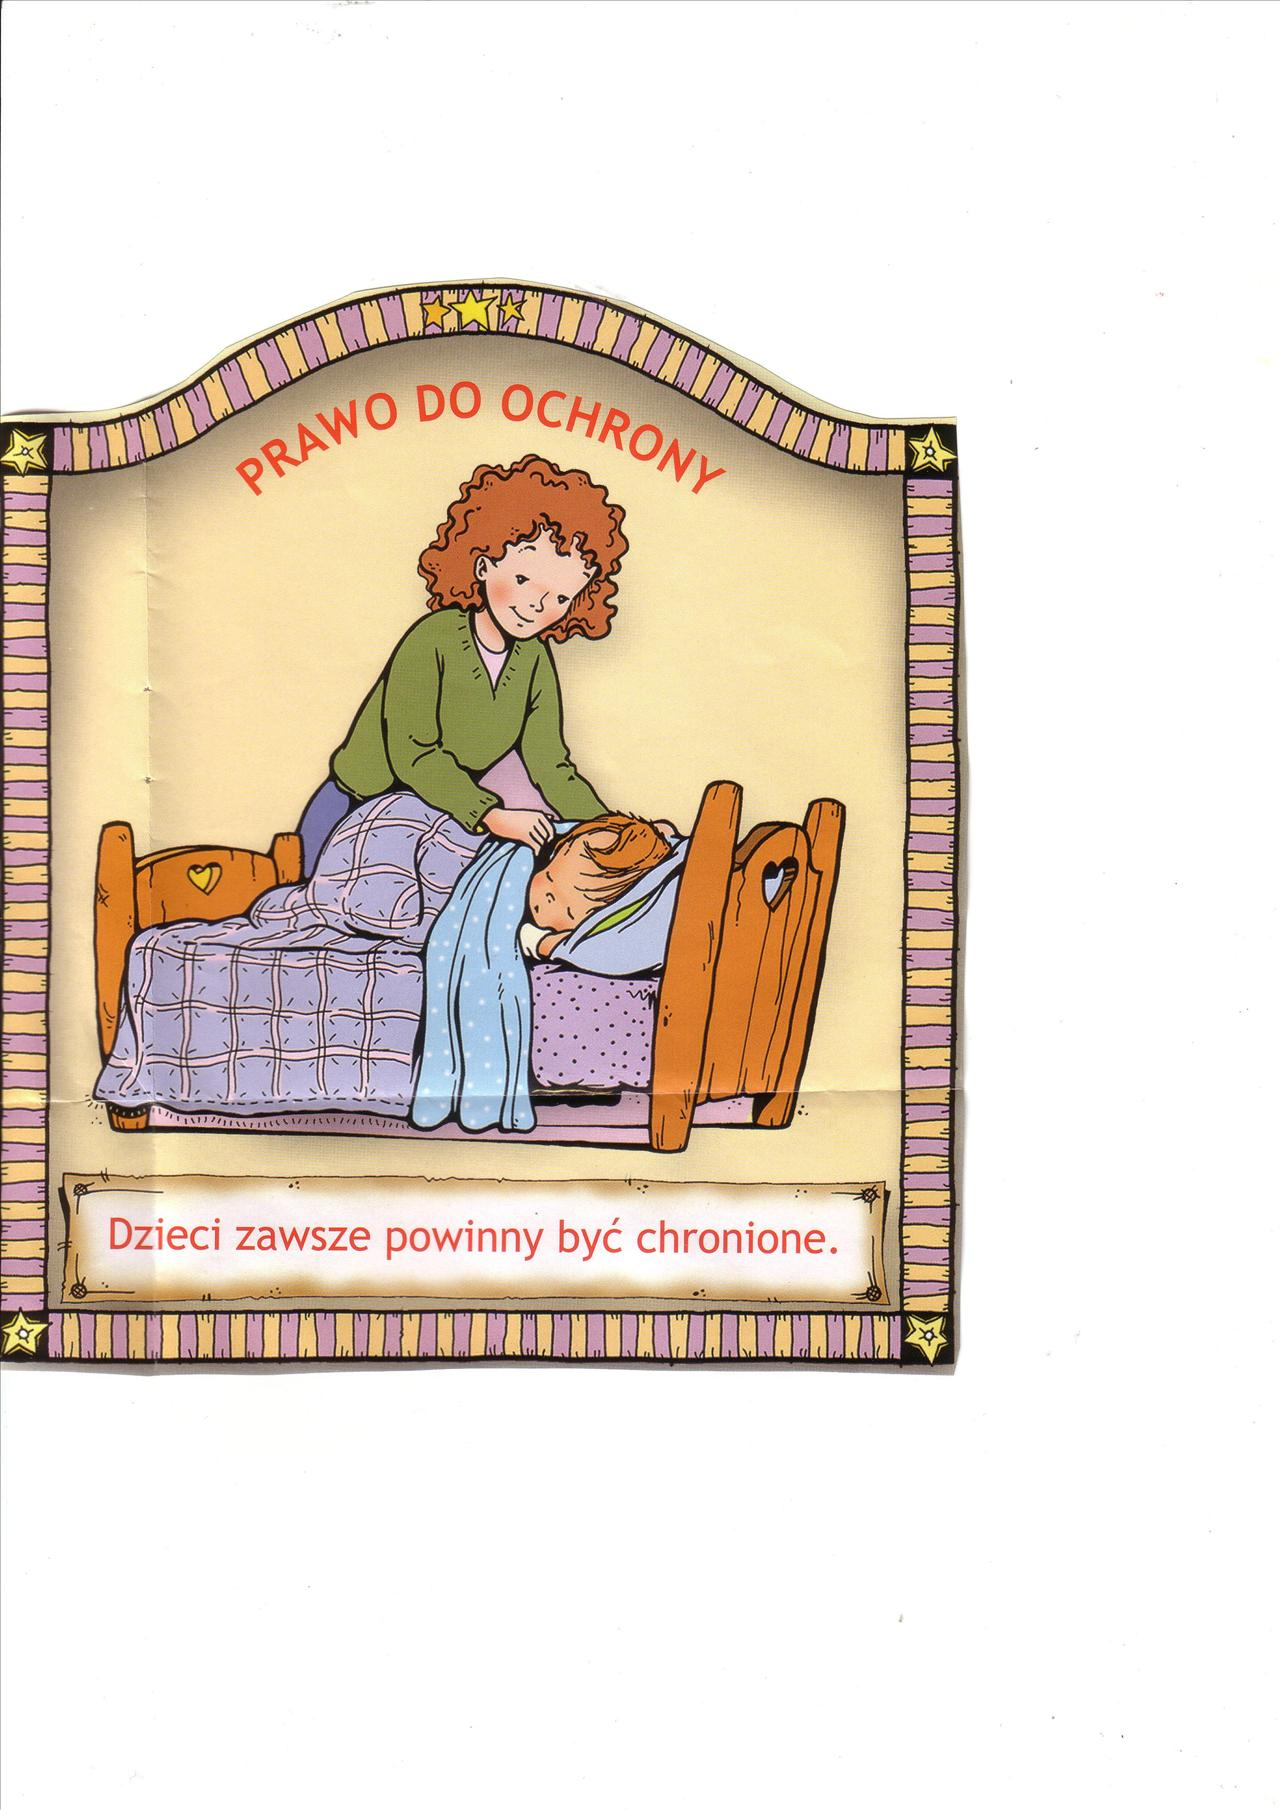 PRAWO DO OCHRONY
Dzieci zawsze powinny być chronione.